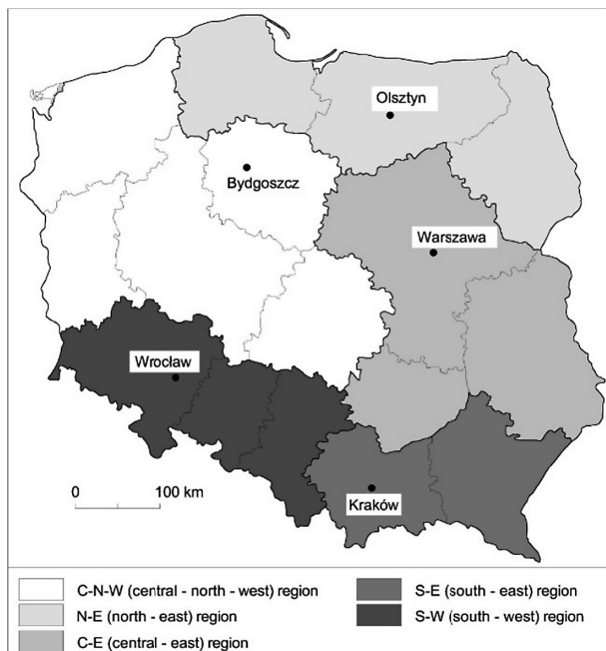 Olsztyn
Bydgoszcz
Warszawa
Wrocław
Kraków
0 100 km
C-N-W (central - north - west) region
N-E (north - east) region
C-E (central - east) region
S-E (south - east) region
S-W (south - west) region